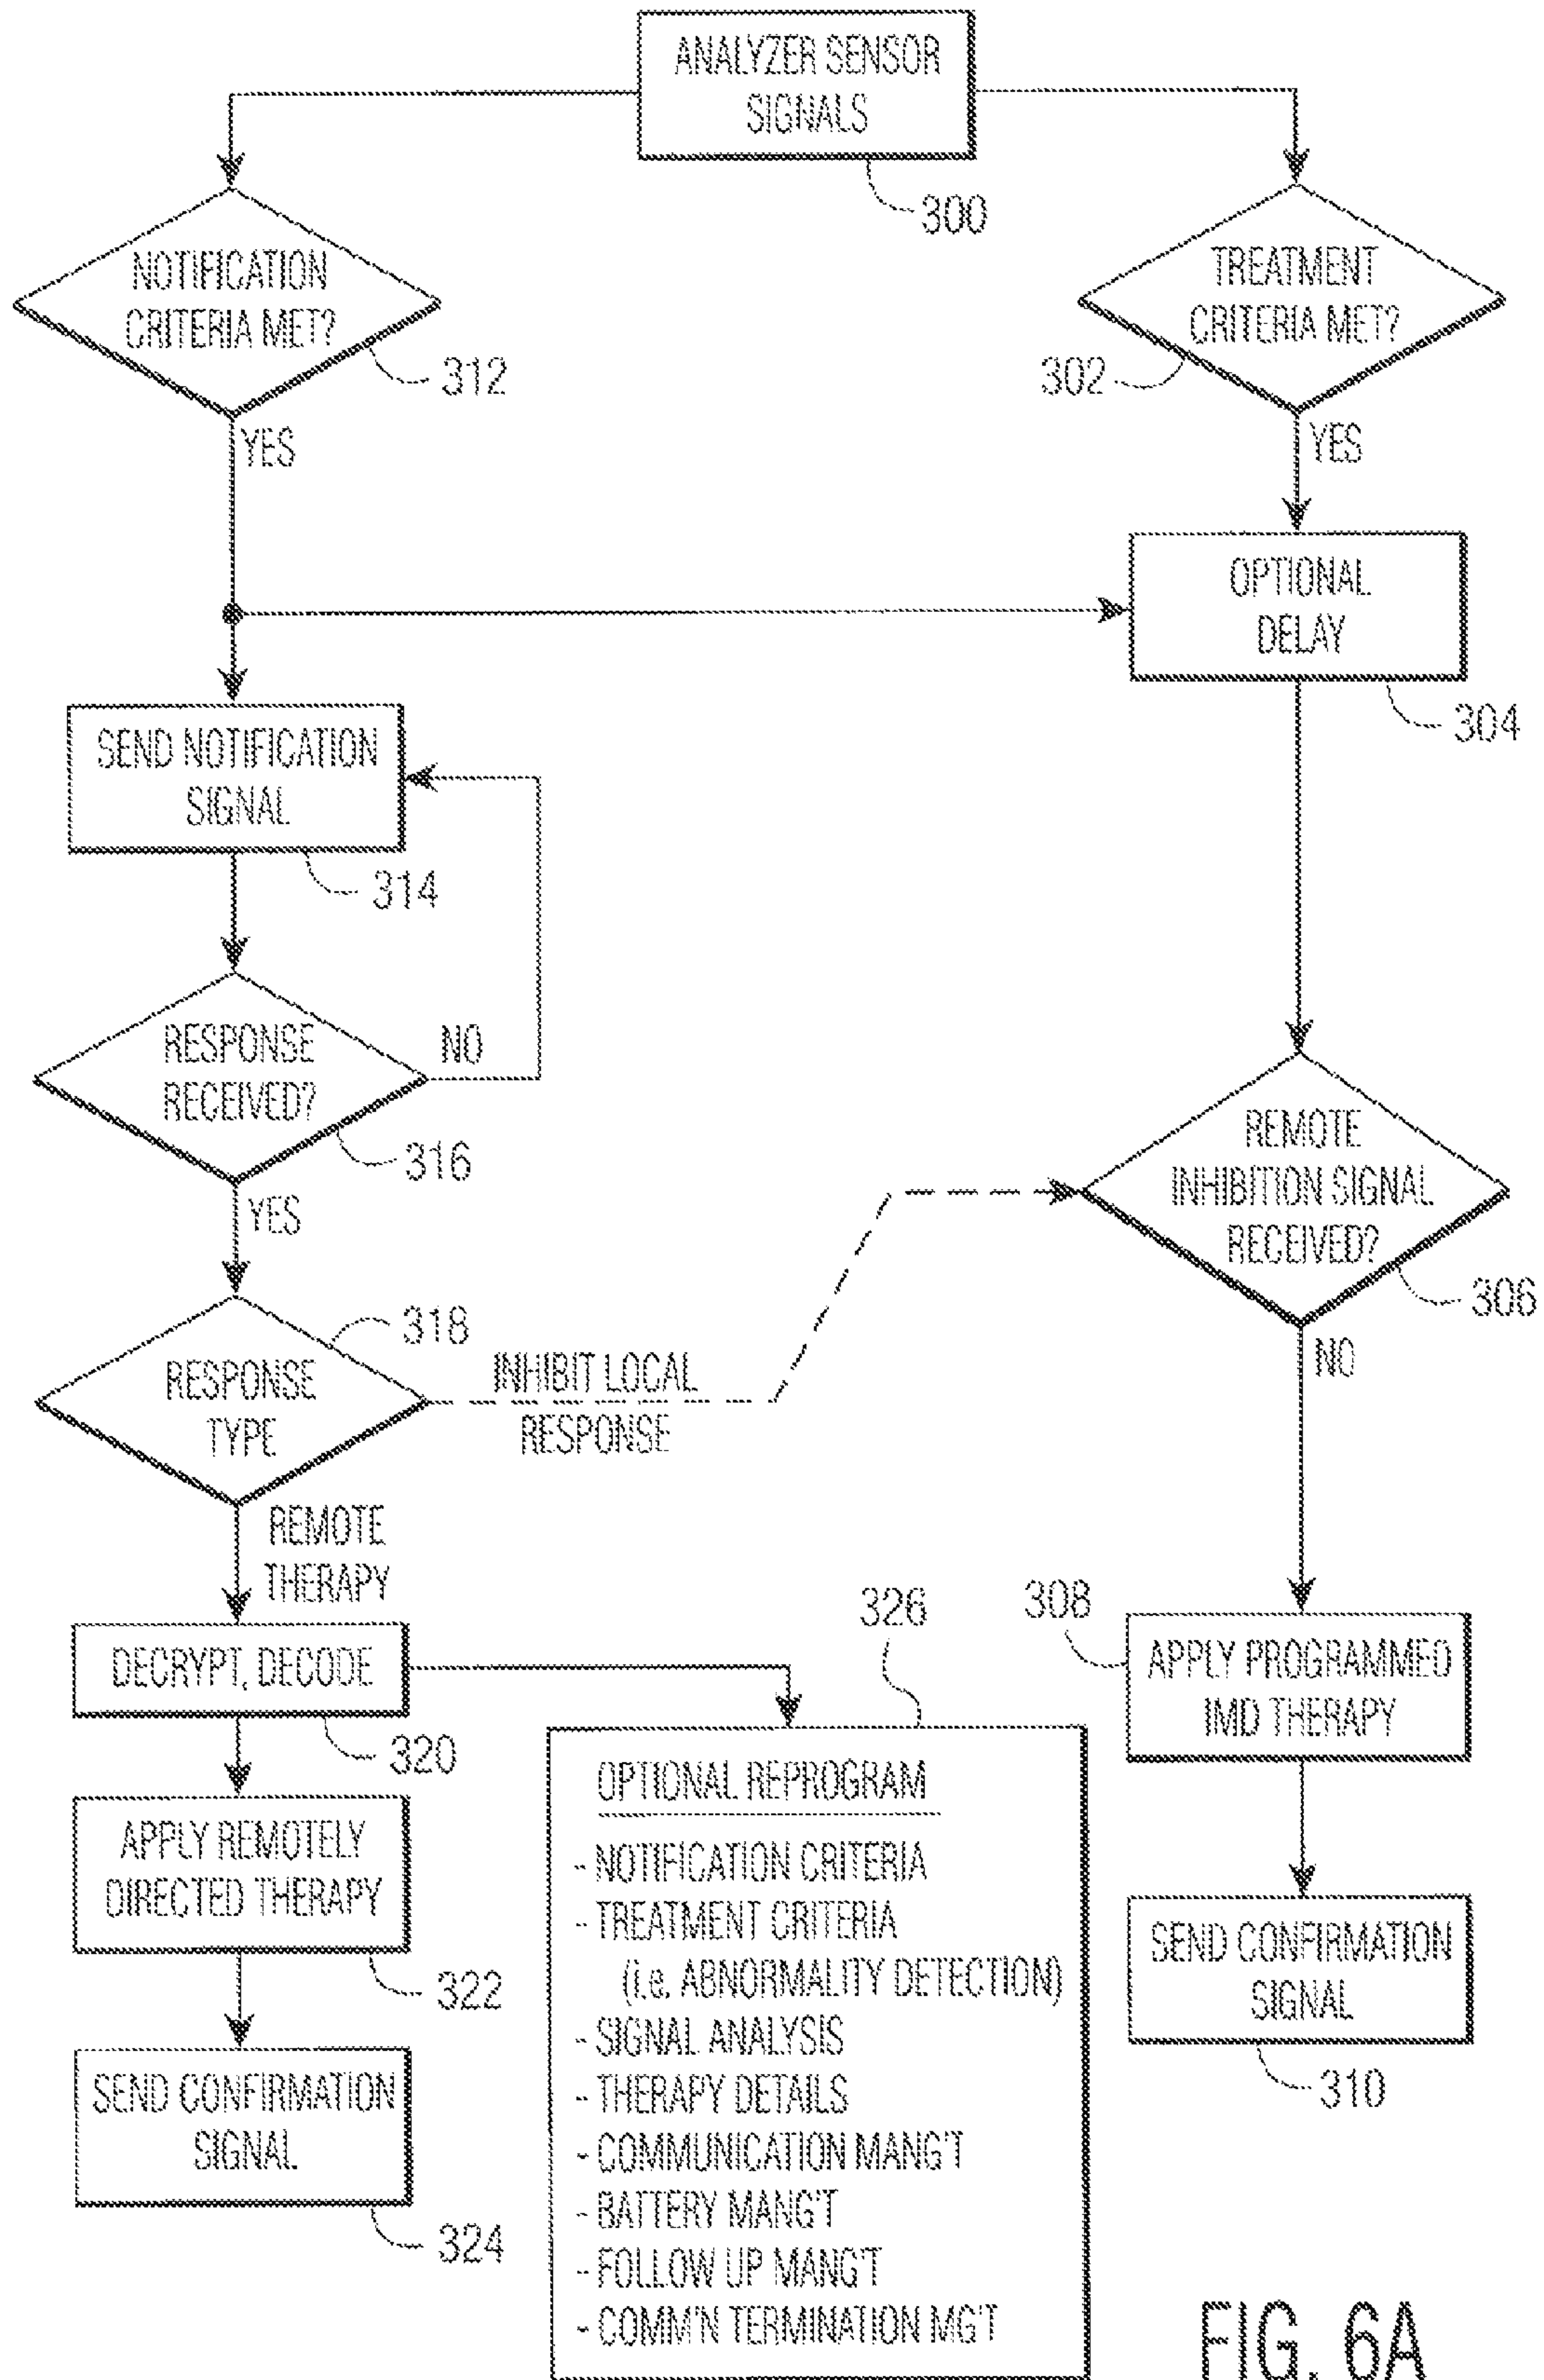 ANALYZER SENSOR
SIGNALS
300
NOTIFICATION
CRITERIA MET?
312
YES
TREATMENT
CRITERIA MET?
302
YES
OPTIONAL
DELAY
304
SEND NOTIFICATION
SIGNAL
314
RESPONSE
RECEIVED?
NO
316
YES
REMOTE
INHIBITION SIGNAL
RECEIVED?
306
NO
318
RESPONSE
TYPE
INHIBIT LOCAL
RESPONSE
REMOTE
THERAPY
DECRYPT, DECODE
320
326
308
APPLY PROGRAMMED
IMD THERAPY
APPLY REMOTELY
DIRECTED THERAPY
322
SEND CONFIRMATION
SIGNAL
324
OPTIONAL REPROGRAM
- NOTIFICATION CRITERIA
- TREATMENT CRITERIA
(i.e. ABNORMALITY DETECTION)
- SIGNAL ANALYSIS
- THERAPY DETAILS
- COMMUNICATION MANG'T
- BATTERY MANG'T
- FOLLOW UP MANG'T
- COMM'N TERMINATION MG'T
SEND CONFIRMATION
SIGNAL
310
FIG. 6A